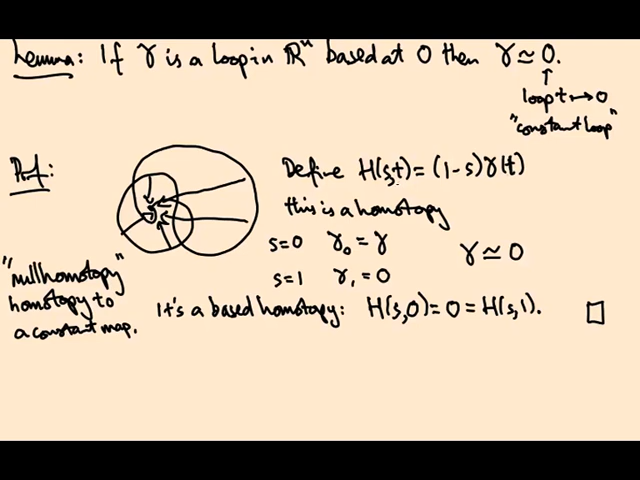 Lemma: If γ is a loop in ℝⁿ based at 0 then γ ≃ 0.
↑
loop t ↦ 0
"constant loop"
Prf:
Define H(s,t) = (1-s)γ(t)
this is a homotopy
s=0 γ₀ = γ
γ ≃ 0
s=1 γ₁ = 0
"nullhomotopy"
homotopy to
a constant map.
It's a based homotopy: H(s,0) = 0 = H(s,1). □